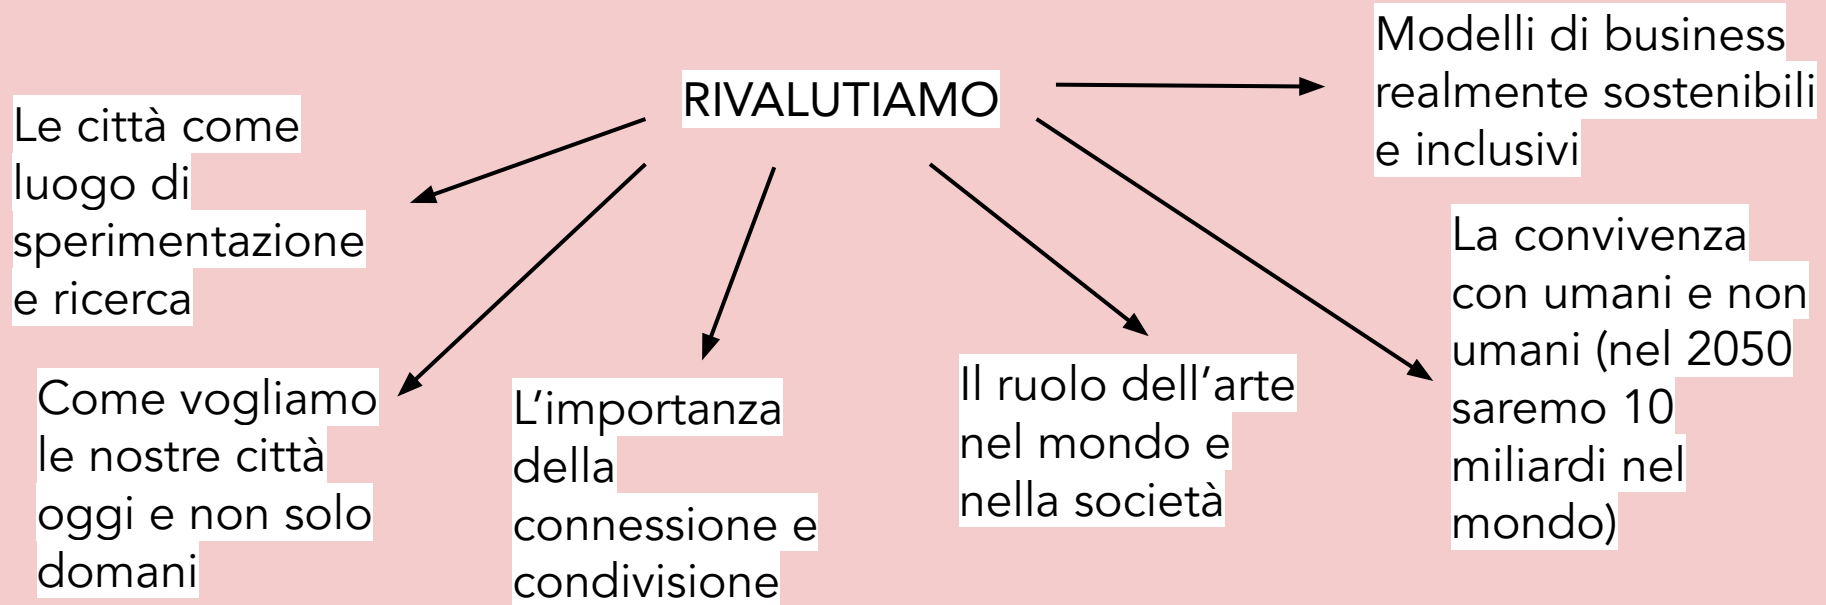 RIVALUTIAMO
Le città come
luogo di
sperimentazione
e ricerca
Come vogliamo
le nostre città
oggi e non solo
domani
L’importanza
della
connessione e
condivisione
Il ruolo dell’arte
nel mondo e
nella società
Modelli di business
realmente sostenibili
e inclusivi
La convivenza
con umani e non
umani (nel 2050
saremo 10
miliardi nel
mondo)